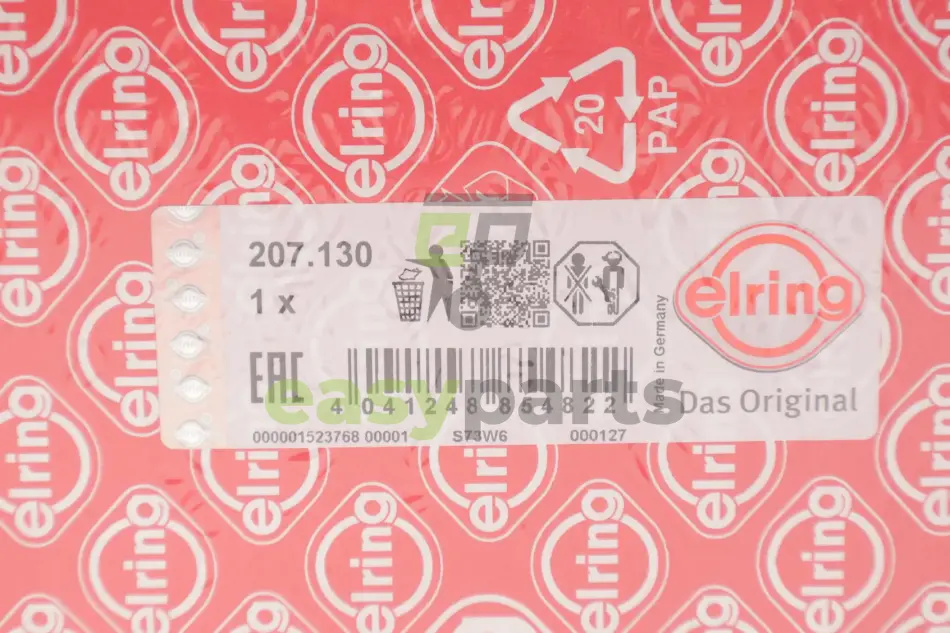 elring
20
PAP
207.130
1 x
elring
Made in Germany
EAC
4 041248 854822
easyparts
Das Original
000001523768 00001 S73W6 000127